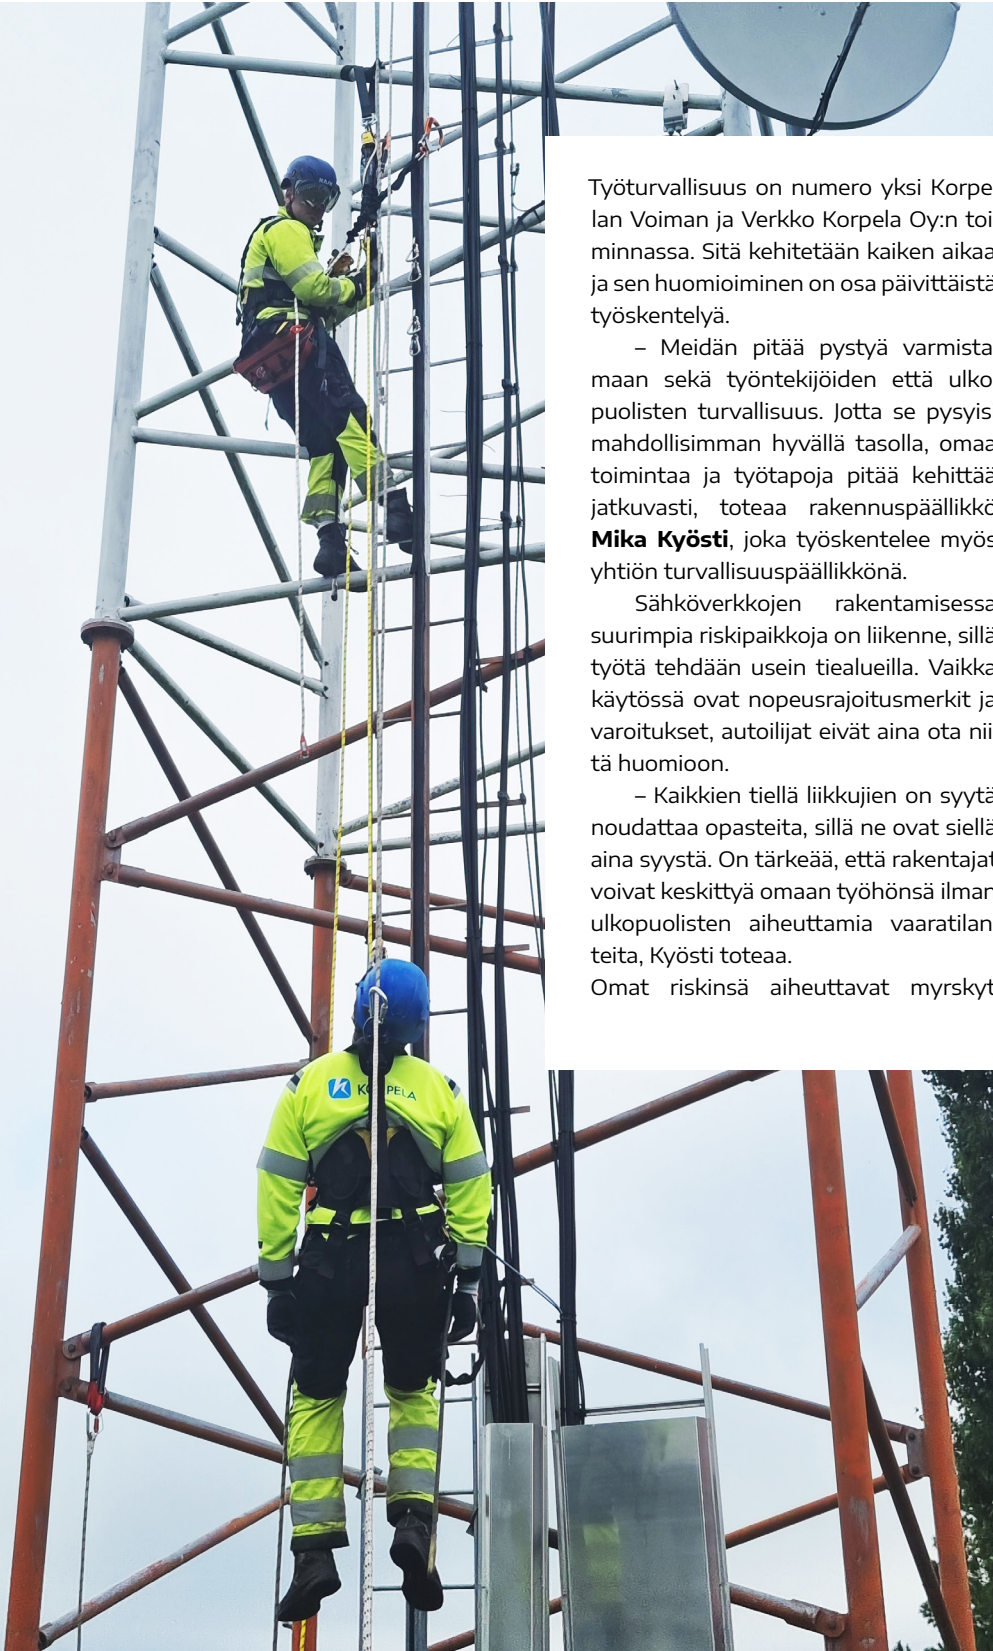 Työturvallisuus on numero yksi Korpe
lan Voiman ja Verkko Korpela Oy:n toi
minnassa. Sitä kehitetään kaiken aikaa
ja sen huomioiminen on osa päivittäistä
työskentelyä.
– Meidän pitää pystyä varmista
maan sekä työntekijöiden että ulko
puolisten turvallisuus. Jotta se pysyis
mahdollisimman hyvällä tasolla, omaa
toimintaa ja työtapoja pitää kehittää
jatkuvasti, toteaa rakennuspäällikkö
Mika Kyösti, joka työskentelee myös
yhtiön turvallisuuspäällikkönä.
Sähköverkkojen rakentamisessa
suurimpia riskipaikkoja on liikenne, sillä
työtä tehdään usein tiealueilla. Vaikka
käytössä ovat nopeusrajoitusmerkit ja
varoitukset, autoilijat eivät aina ota nii
tä huomioon.
– Kaikkien tiellä liikkujien on syytä
noudattaa opasteita, sillä ne ovat siellä
aina syystä. On tärkeää, että rakentajat
voivat keskittyä omaan työhönsä ilman
ulkopuolisten aiheuttamia vaaratilan
teita, Kyösti toteaa.
Omat riskinsä aiheuttavat myrskyt